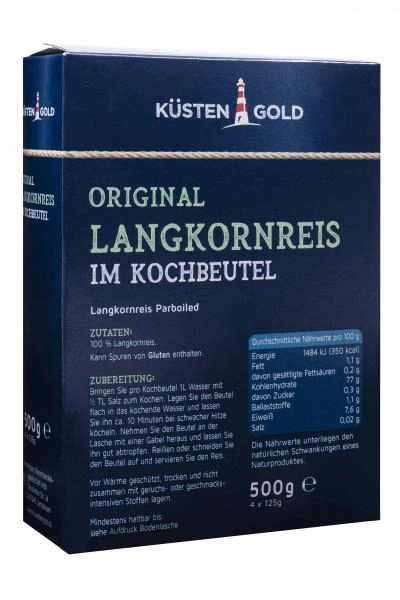 KÜSTEN GOLD
ORIGINAL
LANGKORNREIS
IM KOCHBEUTEL
Langkornreis Parboiled
ZUTATEN:
100 % Langkornreis.
Kann Spuren von Gluten enthalten.
ZUBEREITUNG:
Bringen Sie pro Kochbeutel 1L Wasser mit
½ TL Salz zum Kochen. Legen Sie den Beutel
flach in das kochende Wasser und lassen
Sie ihn ca. 10 Minuten bei schwacher Hitze
köcheln. Nehmen Sie den Beutel an der
Lasche mit einer Gabel heraus und lassen Sie
ihn gut abtropfen. Reißen oder schneiden Sie
den Beutel auf und servieren Sie den Reis.
Vor Wärme geschützt, trocken und nicht
zusammen mit geruchs- oder geschmacks-
intensiven Stoffen lagern.
Mindestens haltbar bis:
siehe Aufdruck Bodenlasche
Durchschnittliche Nährwerte pro 100 g
Energie 1484 kJ (350 kcal)
Fett 1,1 g
davon gesättigte Fettsäuren 0,2 g
Kohlenhydrate 77 g
davon Zucker 0,3 g
Ballaststoffe 1,1 g
Eiweiß 7,6 g
Salz 0,02 g
Die Nährwerte unterliegen den
natürlichen Schwankungen eines
Naturproduktes.
500g ℮
4 x 125g
KÜSTEN GOLD
ORIGINAL
LANGKORNREIS
IM KOCHBEUTEL
500g ℮
4 x 125g